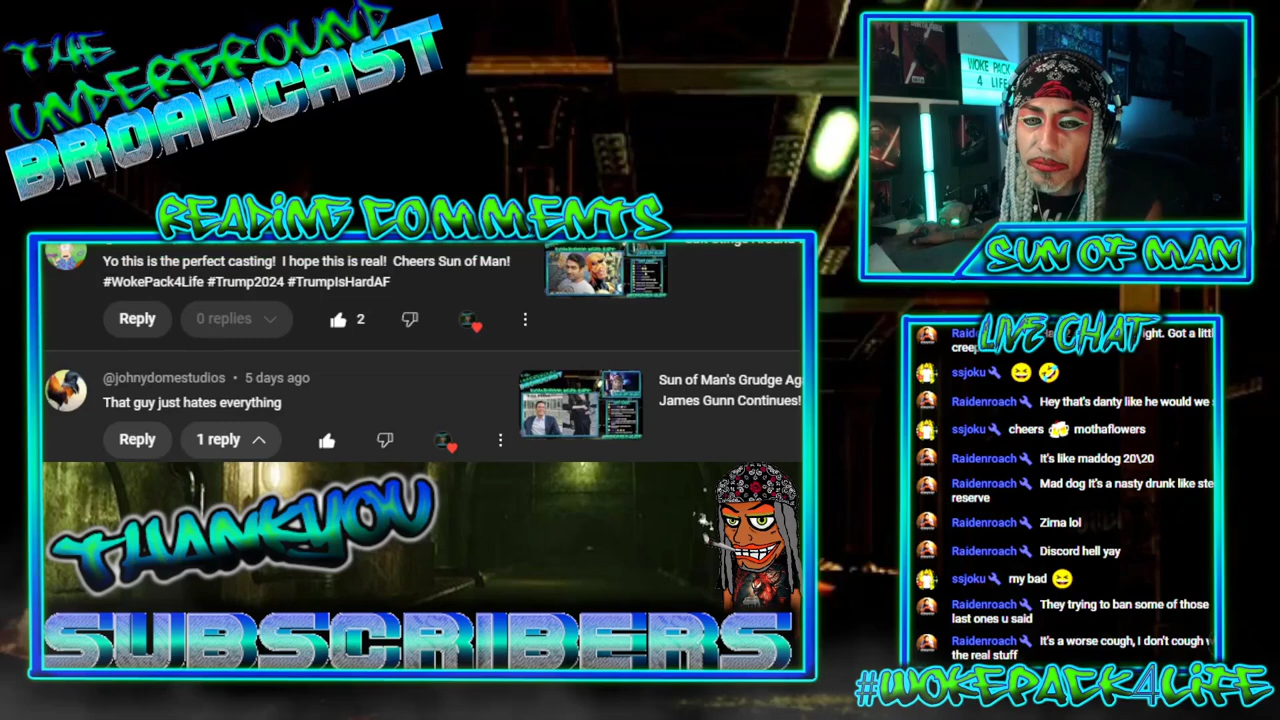 THE
UNDERGROUND
BROADCAST
READING COMMENTS
Yo this is the perfect casting! I hope this is real! Cheers Sun of Man!
#WokePack4Life #Trump2024 #TrumpIsHardAF
Reply
0 replies
2
@johnydomestudios • 5 days ago
That guy just hates everything
Reply
1 reply
Sun of Man's Grudge Ag
James Gunn Continues!
THANKYOU
SUBSCRIBERS
WOKE PACK
4 LIFE
SUN OF MAN
LIVE CHAT
ight. Got a littl
creep
ssjoku 😆 🤣
Raidenroach Hey that's danty like he would we s
ssjoku cheers 🍻 mothaflowers
Raidenroach It's like maddog 20\20
Raidenroach Mad dog It's a nasty drunk like ste
reserve
Raidenroach Zima lol
Raidenroach Discord hell yay
ssjoku my bad 😆
Raidenroach They trying to ban some of those
last ones u said
Raidenroach It's a worse cough, I don't cough w
the real stuff
#WOKEPACK4LIFE